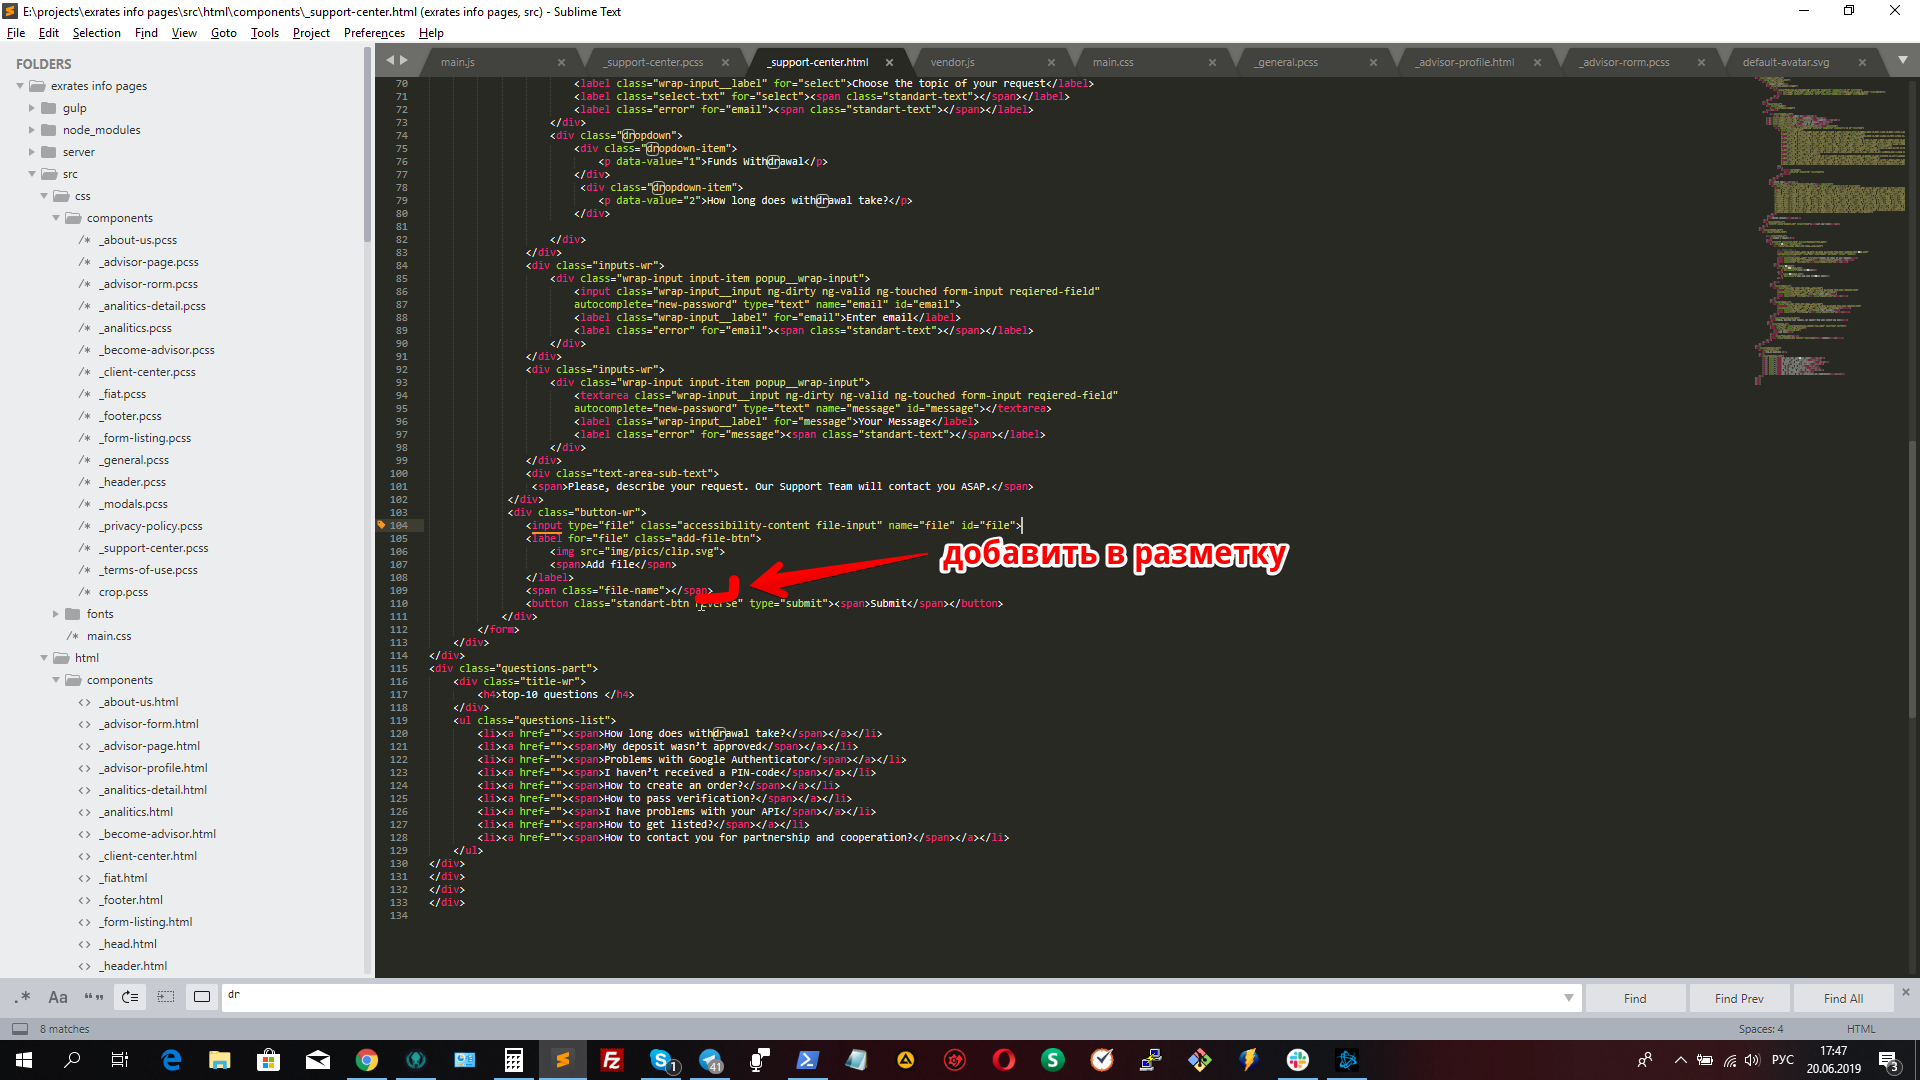 E:\projects\exrates info pages\src\html\components\_support-center.html (exrates info pages, src) - Sublime Text
File Edit Selection Find View Goto Tools Project Preferences Help
FOLDERS
exrates info pages
gulp
node_modules
server
src
css
components
/* _about-us.pcss
/* _advisor-page.pcss
/* _advisor-rorm.pcss
/* _analitics-detail.pcss
/* _analitics.pcss
/* _become-advisor.pcss
/* _client-center.pcss
/* _fiat.pcss
/* _footer.pcss
/* _form-listing.pcss
/* _general.pcss
/* _header.pcss
/* _modals.pcss
/* _privacy-policy.pcss
/* _support-center.pcss
/* _terms-of-use.pcss
/* crop.pcss
fonts
/* main.css
html
components
<> _about-us.html
<> _advisor-form.html
<> _advisor-page.html
<> _advisor-profile.html
<> _analitics-detail.html
<> _analitics.html
<> _become-advisor.html
<> _client-center.html
<> _fiat.html
<> _footer.html
<> _form-listing.html
<> _head.html
<> _header.html
main.js _support-center.pcss _support-center.html vendor.js main.css _general.pcss _advisor-profile.html _advisor-rorm.pcss default-avatar.svg
70 <label class="wrap-input__label" for="select">Choose the topic of your request</label>
71 <label class="select-txt" for="select"><span class="standart-text"></span></label>
72 <label class="error" for="email"><span class="standart-text"></span></label>
73 </div>
74 <div class="dropdown">
75 <div class="dropdown-item">
76 <p data-value="1">Funds Withdrawal</p>
77 </div>
78 <div class="dropdown-item">
79 <p data-value="2">How long does withdrawal take?</p>
80 </div>
81
82 </div>
83 </div>
84 <div class="inputs-wr">
85 <div class="wrap-input input-item popup__wrap-input">
86 <input class="wrap-input__input ng-dirty ng-valid ng-touched form-input reqiered-field"
87 autocomplete="new-password" type="text" name="email" id="email">
88 <label class="wrap-input__label" for="email">Enter email</label>
89 <label class="error" for="email"><span class="standart-text"></span></label>
90 </div>
91 </div>
92 <div class="inputs-wr">
93 <div class="wrap-input input-item popup__wrap-input">
94 <textarea class="wrap-input__input ng-dirty ng-valid ng-touched form-input reqiered-field"
95 autocomplete="new-password" type="text" name="message" id="message"></textarea>
96 <label class="wrap-input__label" for="message">Your Message</label>
97 <label class="error" for="message"><span class="standart-text"></span></label>
98 </div>
99 </div>
100 <div class="text-area-sub-text">
101 <span>Please, describe your request. Our Support Team will contact you ASAP.</span>
102 </div>
103 <div class="button-wr">
104 <input type="file" class="accessibility-content file-input" name="file" id="file">
105 <label for="file" class="add-file-btn">
106 <img src="img/pics/clip.svg">
107 <span>Add file</span>
108 </label>
109 <span class="file-name"></span>
110 <button class="standart-btn reverse" type="submit"><span>Submit</span></button>
111 </div>
112 </form>
113 </div>
114 </div>
115 <div class="questions-part">
116 <div class="title-wr">
117 <h4>top-10 questions </h4>
118 </div>
119 <ul class="questions-list">
120 <li><a href=""><span>How long does withdrawal take?</span></a></li>
121 <li><a href=""><span>My deposit wasn’t approved</span></a></li>
122 <li><a href=""><span>Problems with Google Authenticator</span></a></li>
123 <li><a href=""><span>I haven’t received a PIN-code</span></a></li>
124 <li><a href=""><span>How to create an order?</span></a></li>
125 <li><a href=""><span>How to pass verification?</span></a></li>
126 <li><a href=""><span>I have problems with your API</span></a></li>
127 <li><a href=""><span>How to get listed?</span></a></li>
128 <li><a href=""><span>How to contact you for partnership and cooperation?</span></a></li>
129 </ul>
130 </div>
131 </div>
132 </div>
133 </div>
134
добавить в разметку
.* Aa “” dr Find Find Prev Find All
8 matches Spaces: 4 HTML
1 41 РУС 17:47
20.06.2019 3